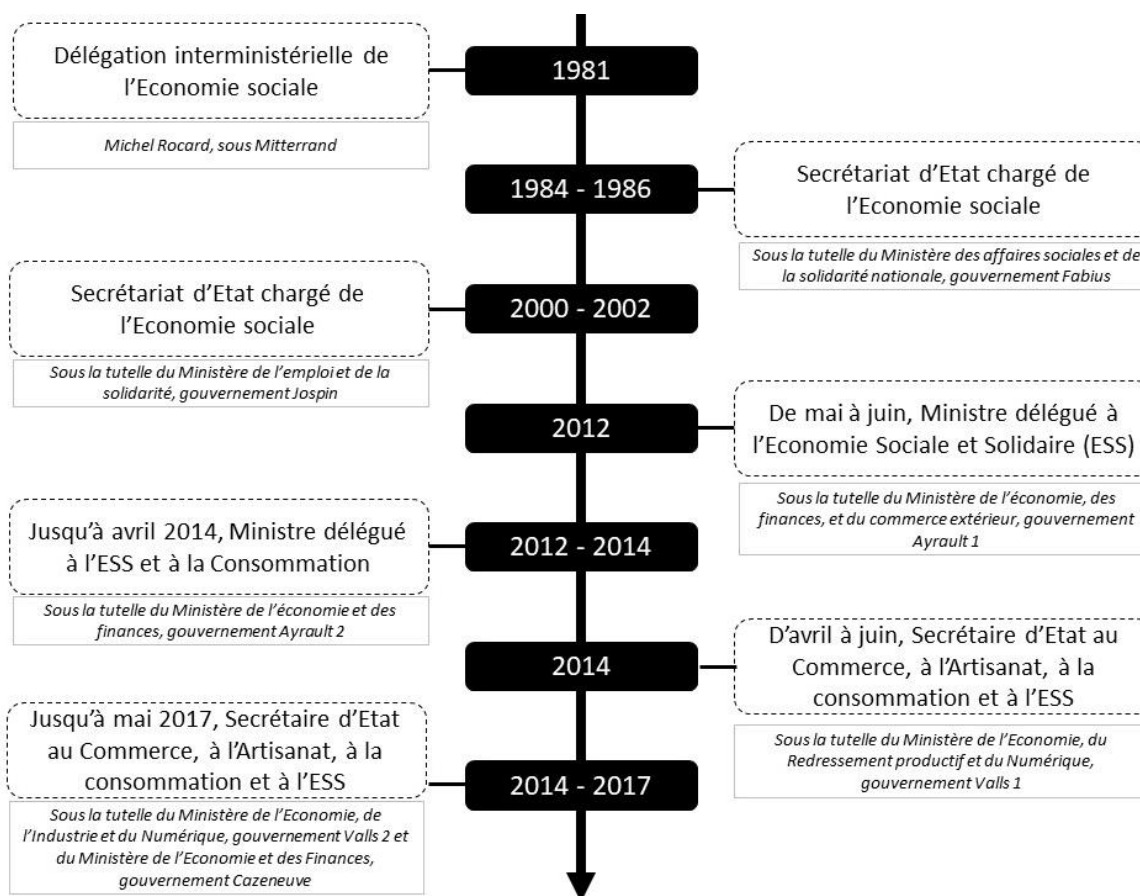 Délégation interministérielle de
l'Economie sociale
1981
Michel Rocard, sous Mitterrand
1984 - 1986
Secrétariat d'Etat chargé de
l'Economie sociale
Sous la tutelle du Ministère des affaires sociales et de
la solidarité nationale, gouvernement Fabius
Secrétariat d'Etat chargé de
l'Economie sociale
2000 - 2002
Sous la tutelle du Ministère de l'emploi et de la
solidarité, gouvernement Jospin
2012
De mai à juin, Ministre délégué à
l'Economie Sociale et Solidaire (ESS)
Sous la tutelle du Ministère de l'économie, des
finances, et du commerce extérieur, gouvernement
Ayrault 1
Jusqu'à avril 2014, Ministre délégué
à l'ESS et à la Consommation
2012 - 2014
Sous la tutelle du Ministère de l'économie et des
finances, gouvernement Ayrault 2
2014
D'avril à juin, Secrétaire d'Etat au
Commerce, à l'Artisanat, à la
consommation et à l'ESS
Sous la tutelle du Ministère de l'Economie, du
Redressement productif et du Numérique,
gouvernement Valls 1
Jusqu'à mai 2017, Secrétaire d'Etat
au Commerce, à l'Artisanat, à la
consommation et à l'ESS
2014 - 2017
Sous la tutelle du Ministère de l'Economie, de
l'Industrie et du Numérique, gouvernement Valls 2 et
du Ministère de l'Economie et des Finances,
gouvernement Cazeneuve